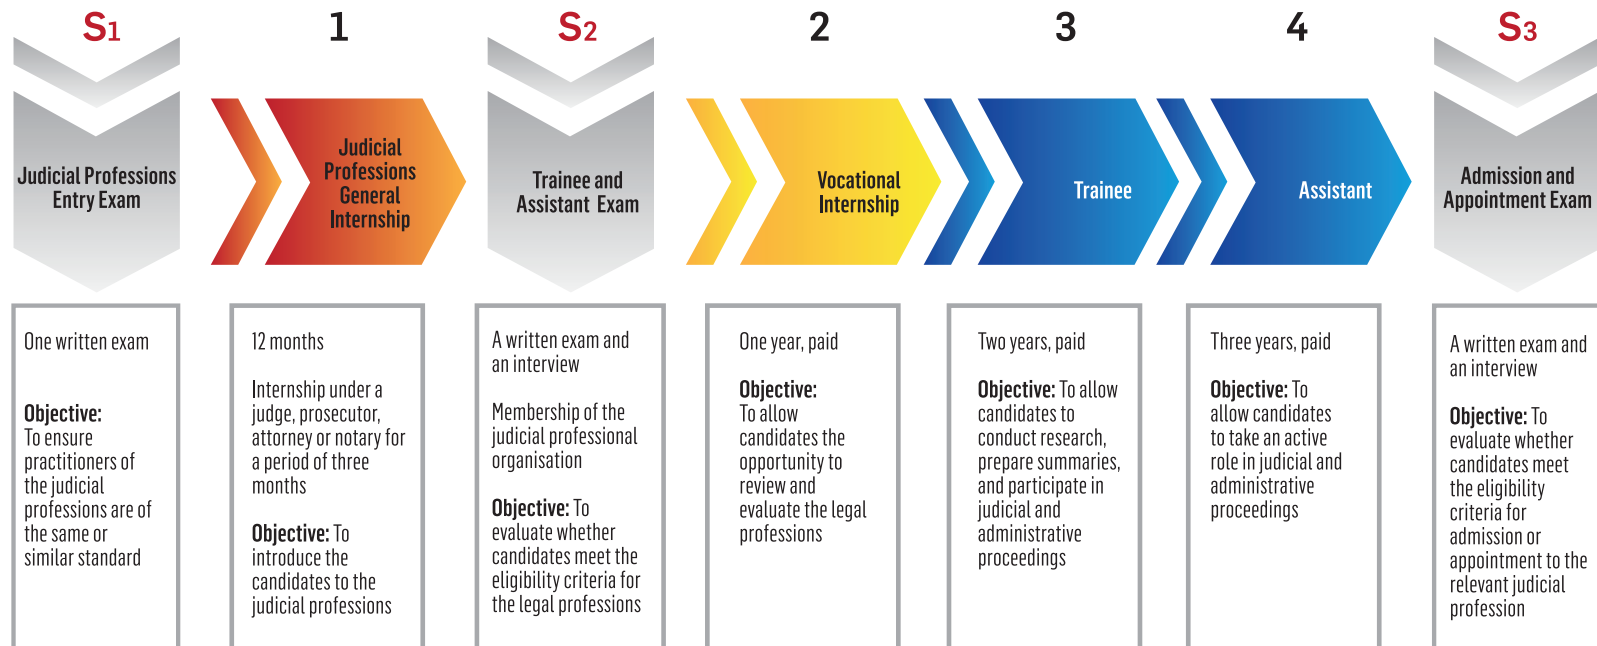 S1
1
S2
2
3
4
S3
Judicial Professions
Entry Exam
Judicial
Professions
General
Internship
Trainee and
Assistant Exam
Vocational
Internship
Trainee
Assistant
Admission and
Appointment Exam
One written exam
Objective:
To ensure
practitioners of
the judicial
professions are of
the same or
similar standard
12 months
Internship under a
judge, prosecutor,
attorney or notary for
a period of three
months
Objective: To
introduce the
candidates to the
judicial professions
A written exam and
an interview
Membership of the
judicial professional
organisation
Objective: To
evaluate whether
candidates meet the
eligibility criteria for
the legal professions
One year, paid
Objective:
To allow
candidates the
opportunity to
review and
evaluate the legal
professions
Two years, paid
Objective: To allow
candidates to
conduct research,
prepare summaries,
and participate in
judicial and
administrative
proceedings
Three years, paid
Objective: To
allow candidates
to take an active
role in judicial and
administrative
proceedings
A written exam and
an interview
Objective: To
evaluate whether
candidates meet
the eligibility
criteria for
admission or
appointment to the
relevant judicial
profession